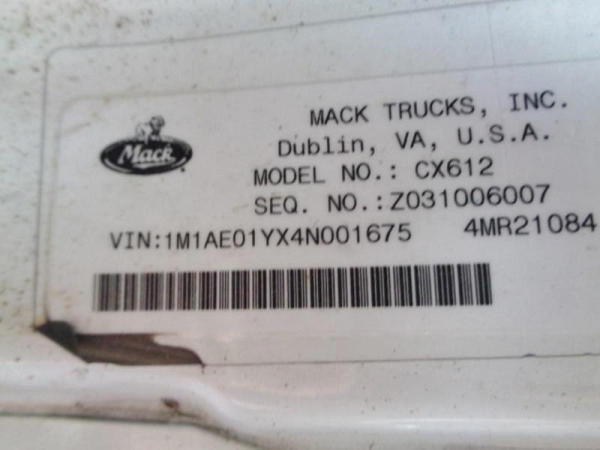 MACK TRUCKS, INC.
Dublin, VA, U.S.A.
Mack
MODEL NO.: CX612
SEQ. NO.:Z031006007
VIN:1M1AE01YX4N001675 4MR21084